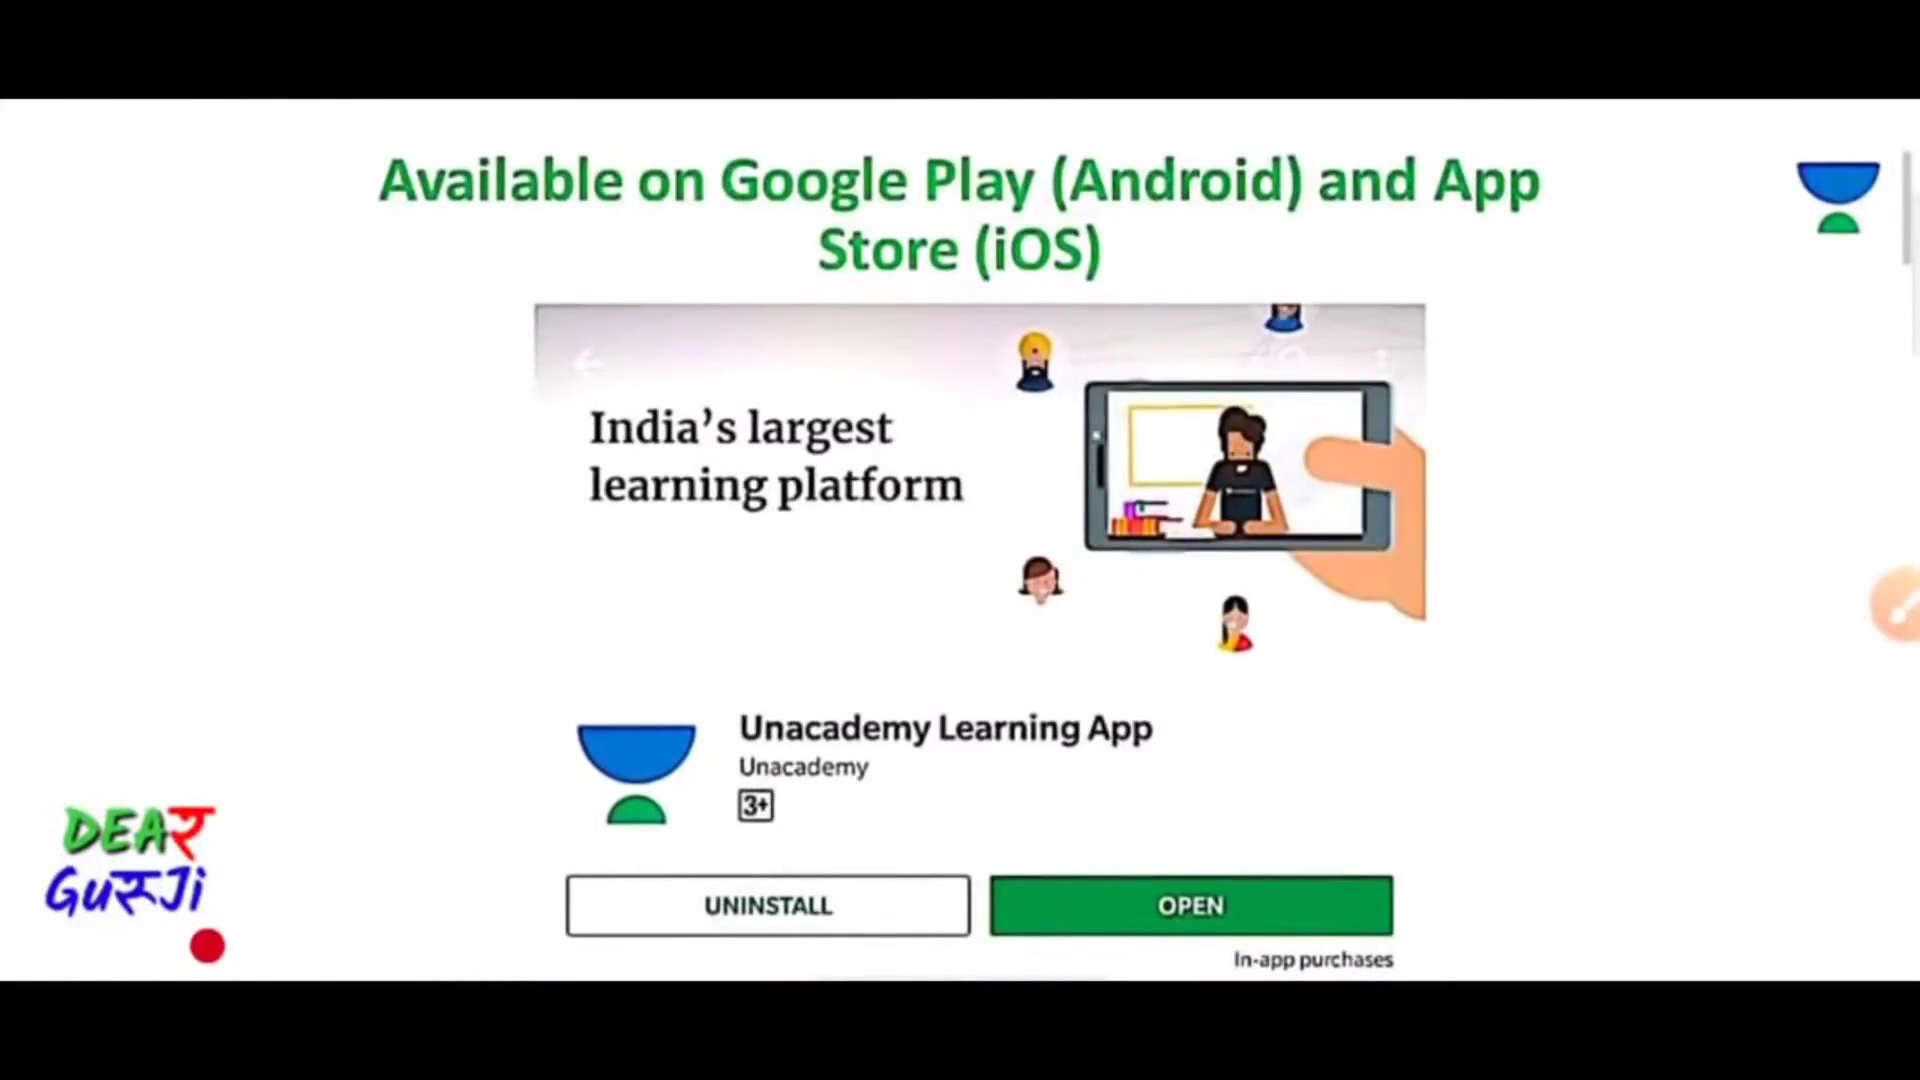 Available on Google Play (Android) and App
Store (iOS)
India's largest
learning platform
Unacademy Learning App
Unacademy
3+
UNINSTALL
OPEN
In-app purchases
DEAर
GuरूJi